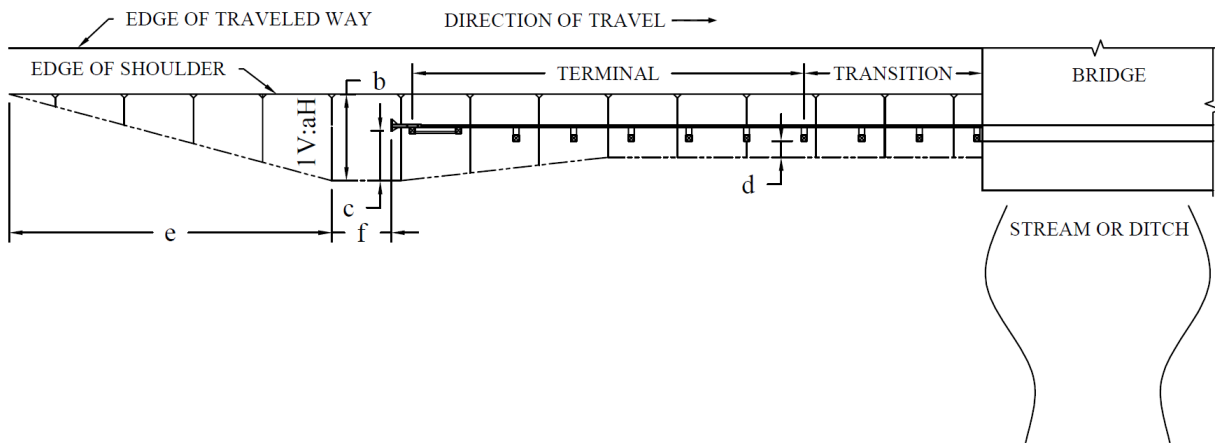 EDGE OF TRAVELED WAY
DIRECTION OF TRAVEL
EDGE OF SHOULDER
b
TERMINAL
TRANSITION
BRIDGE
1V:aH
d
c
e
f
STREAM OR DITCH